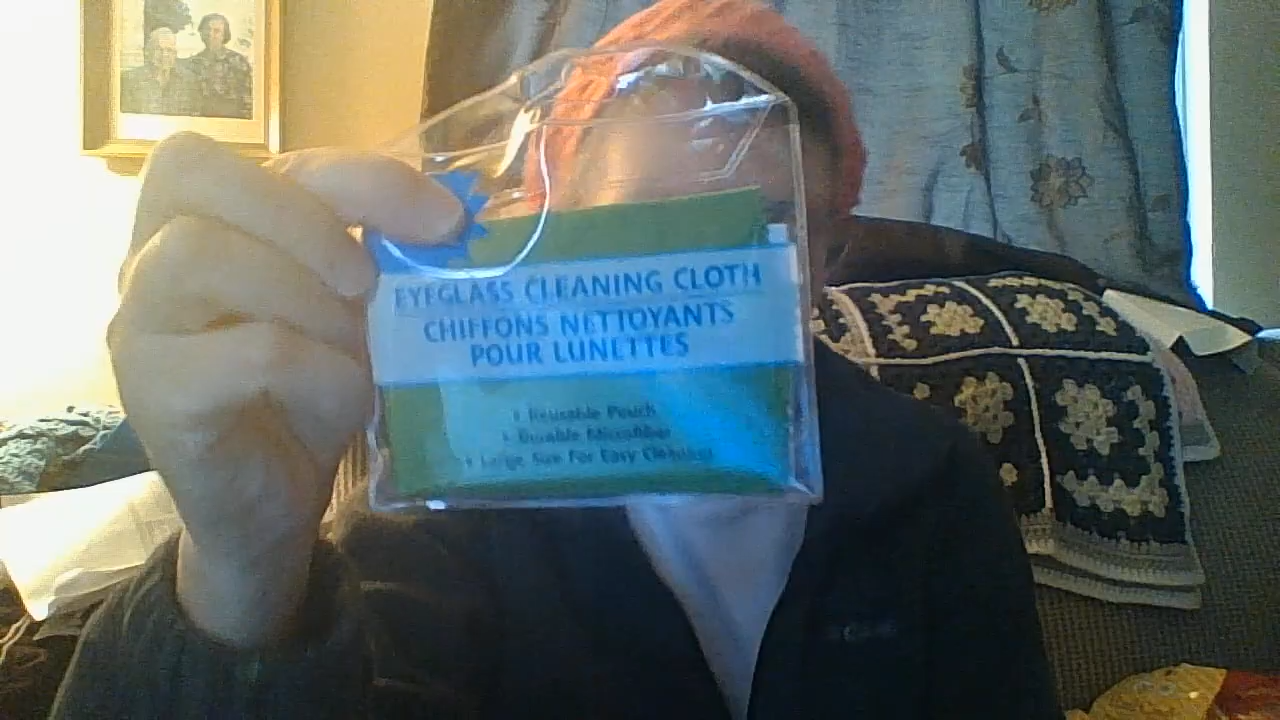 EYEGLASS CLEANING CLOTH
CHIFFONS NETTOYANTS
POUR LUNETTES
• Reusable Pouch
• Durable Microfiber
• Large Size For Easy Cleaning